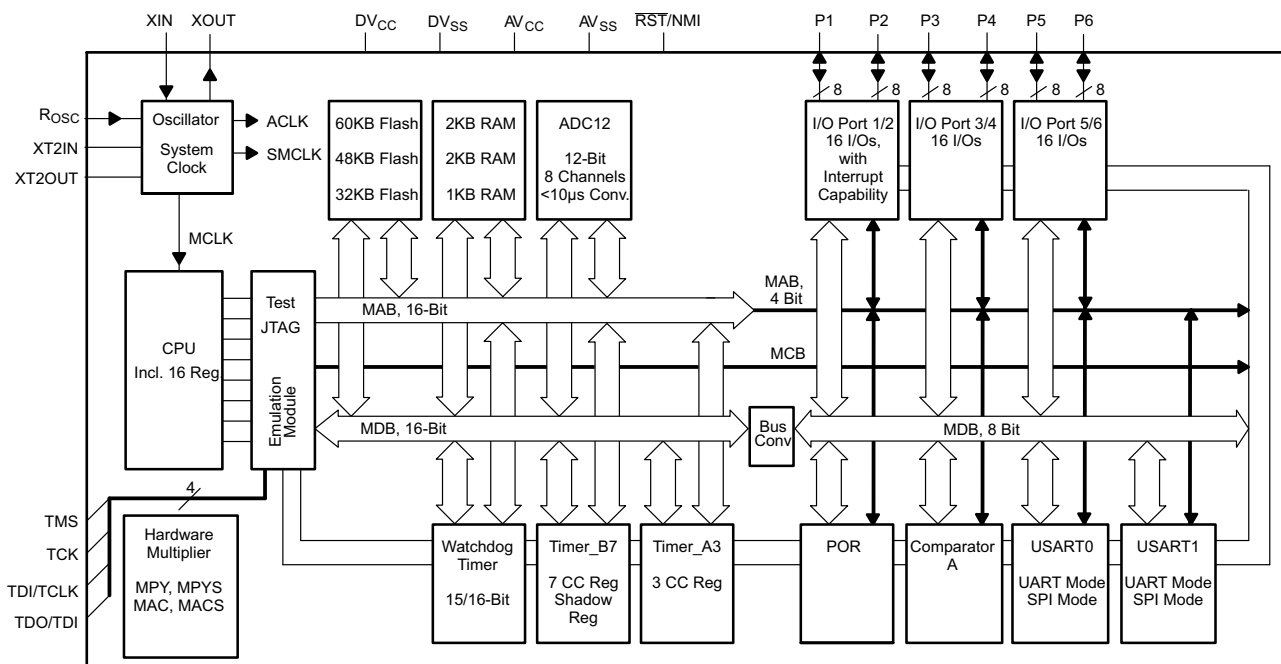 XIN
XOUT
DVCC
DVSS
AVCC
AVSS
RST/NMI
P1
P2
P3
P4
P5
P6
8
8
8
8
8
8
ROSC
XT2IN
XT2OUT
Oscillator
System
Clock
ACLK
SMCLK
60KB Flash
48KB Flash
32KB Flash
2KB RAM
2KB RAM
1KB RAM
ADC12
12-Bit
8 Channels
<10µs Conv.
I/O Port 1/2
16 I/Os,
with
Interrupt
Capability
I/O Port 3/4
16 I/Os
I/O Port 5/6
16 I/Os
MCLK
CPU
Incl. 16 Reg.
Test
JTAG
Emulation
Module
MAB, 16-Bit
MAB,
4 Bit
MCB
MDB, 16-Bit
Bus
Conv
MDB, 8 Bit
4
TMS
TCK
TDI/TCLK
TDO/TDI
Hardware
Multiplier
MPY, MPYS
MAC, MACS
Watchdog
Timer
15/16-Bit
Timer_B7
7 CC Reg
Shadow
Reg
Timer_A3
3 CC Reg
POR
Comparator
A
USART0
UART Mode
SPI Mode
USART1
UART Mode
SPI Mode